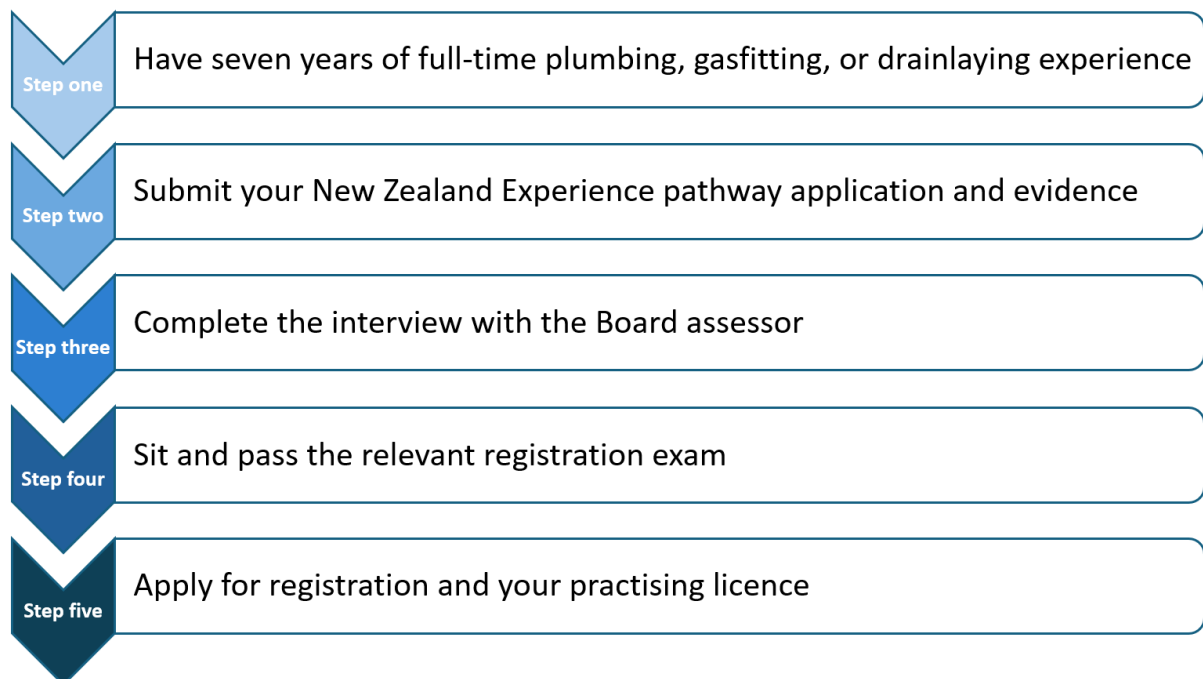 Step one
Have seven years of full-time plumbing, gasfitting, or drainlaying experience
Step two
Submit your New Zealand Experience pathway application and evidence
Step three
Complete the interview with the Board assessor
Step four
Sit and pass the relevant registration exam
Step five
Apply for registration and your practising licence